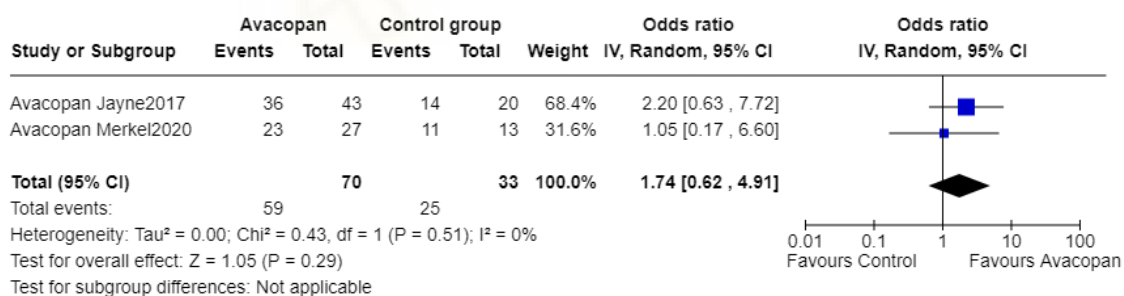 Avacopan Control group Odds ratio Odds ratio
Study or Subgroup Events Total Events Total Weight IV, Random, 95% CI IV, Random, 95% CI
Avacopan Jayne2017 36 43 14 20 68.4% 2.20 [0.63 , 7.72]
Avacopan Merkel2020 23 27 11 13 31.6% 1.05 [0.17 , 6.60]
Total (95% CI) 70 33 100.0% 1.74 [0.62 , 4.91]
Total events: 59 25
Heterogeneity: Tau² = 0.00; Chi² = 0.43, df = 1 (P = 0.51); I² = 0%
Test for overall effect: Z = 1.05 (P = 0.29)
Test for subgroup differences: Not applicable
0.01 0.1 1 10 100
Favours Control Favours Avacopan